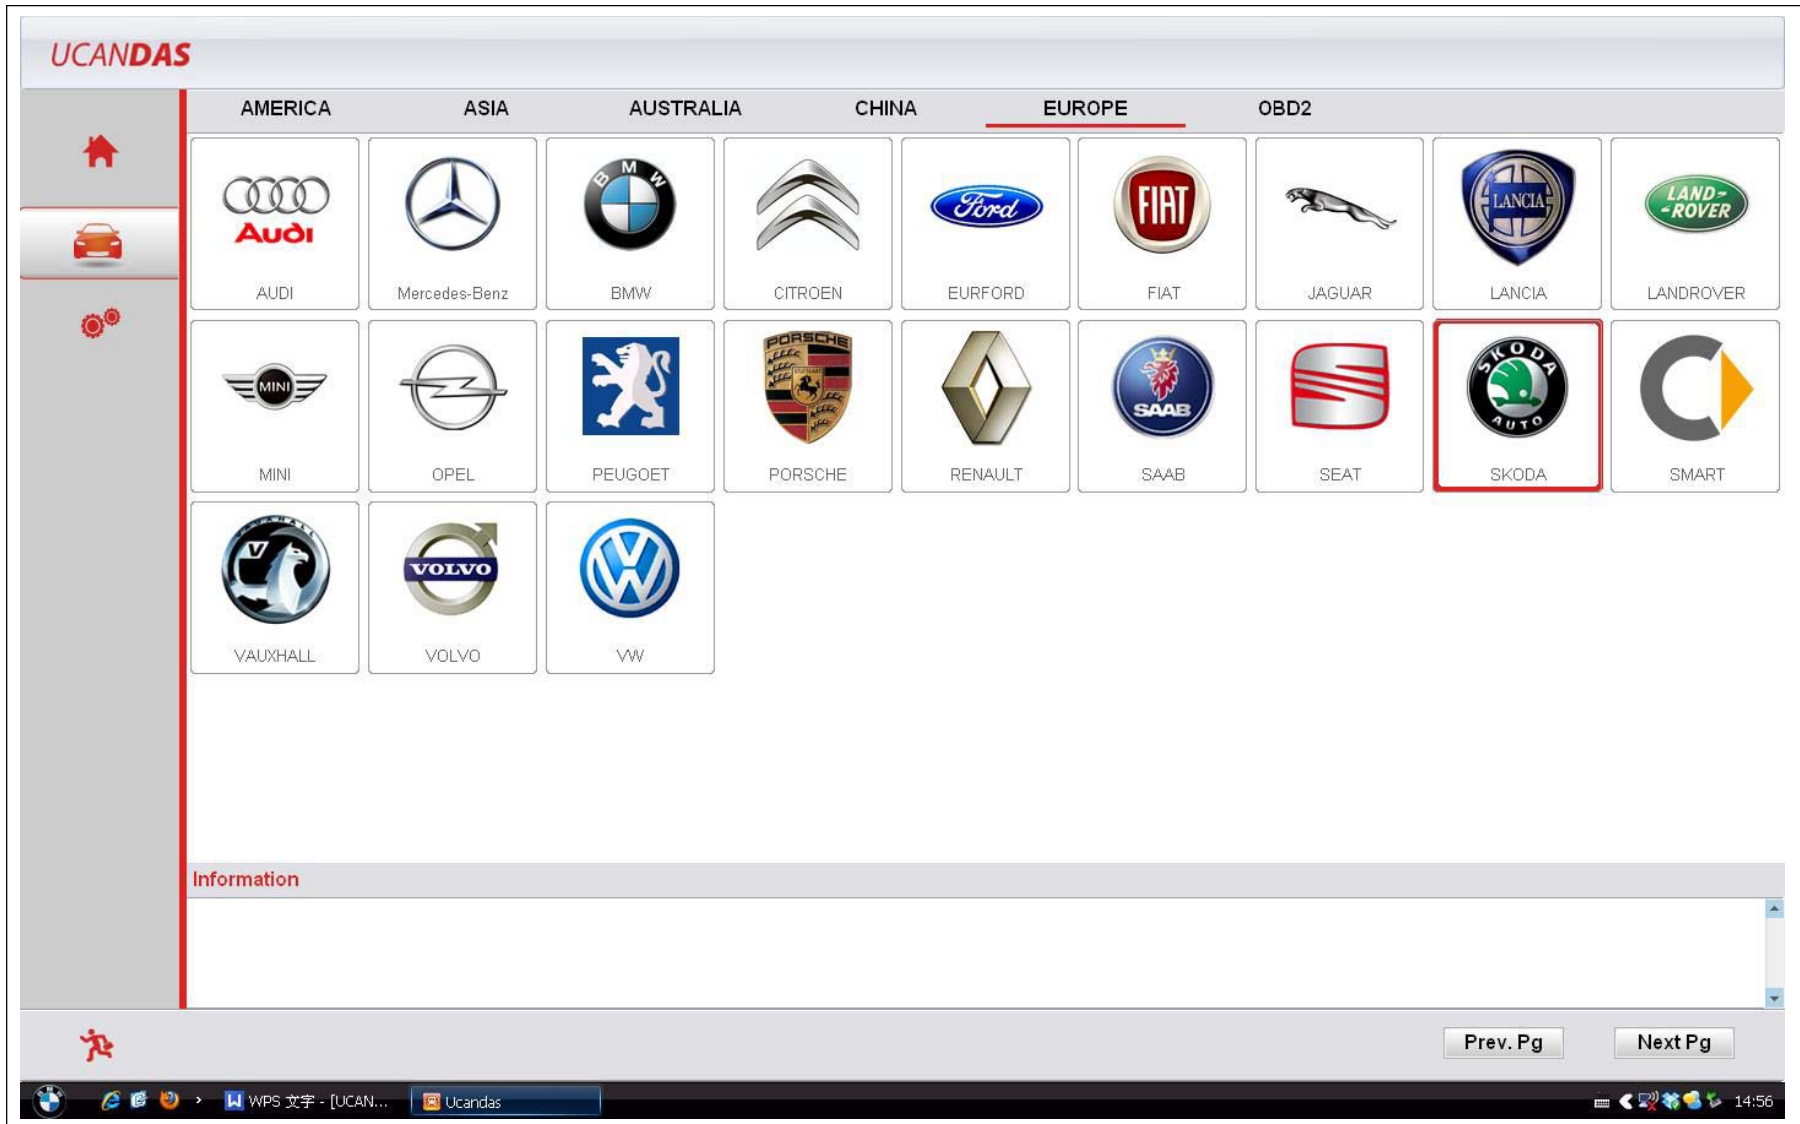 UCANDAS
AMERICA ASIA AUSTRALIA CHINA EUROPE OBD2
Audi BMW Ford FIAT LANCIA LAND-ROVER
AUDI Mercedes-Benz BMW CITROEN EURFORD FIAT JAGUAR LANCIA LANDROVER
MINI PORSCHE STUTTGART SAAB SKODA AUTO
MINI OPEL PEUGOET PORSCHE RENAULT SAAB SEAT SKODA SMART
VAUXHALL V VOLVO
VAUXHALL VOLVO VW
Information
Prev. Pg Next Pg
WPS 文字 - [UCAN... Ucandas 14:56